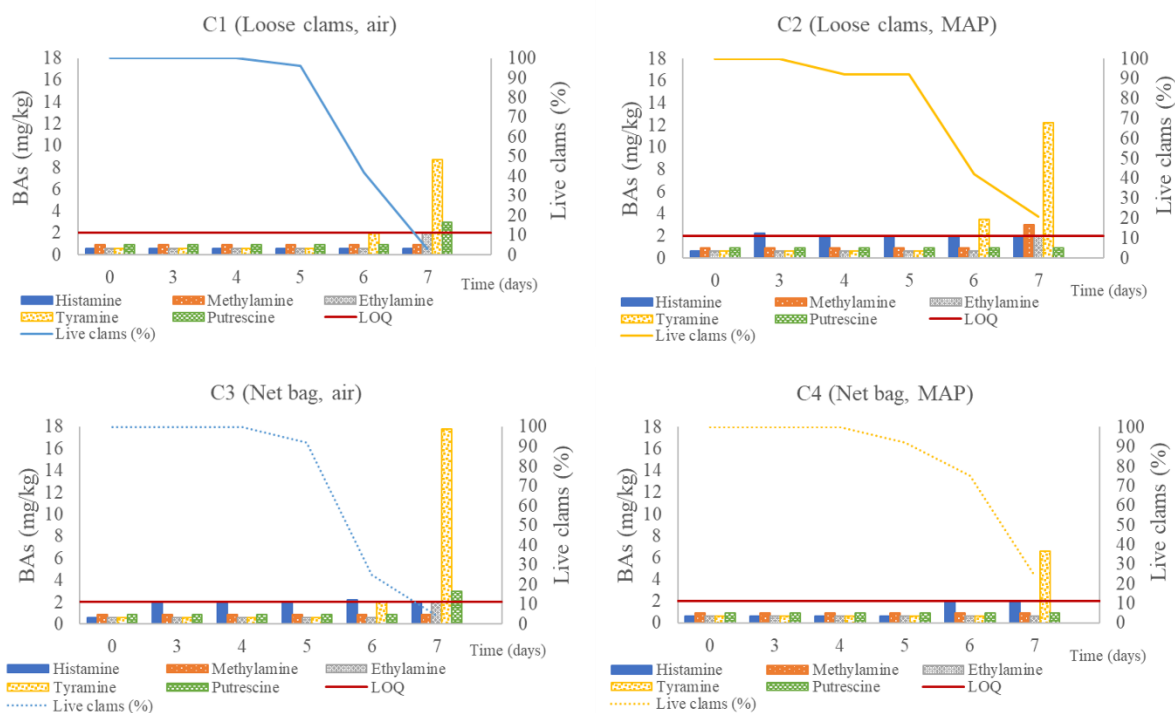 C1 (Loose clams, air)
18 100
16 90
14 80
12 70
10 60
8 50
6 40
4 30
2 20
0 10
0
BAs (mg/kg)
Live clams (%)
0 3 4 5 6 7
Time (days)
Histamine Methylamine Ethylamine
Tyramine Putrescine LOQ
Live clams (%)
C2 (Loose clams, MAP)
18 100
16 90
14 80
12 70
10 60
8 50
6 40
4 30
2 20
0 10
0
BAs (mg/kg)
Live clams (%)
0 3 4 5 6 7
Time (days)
Histamine Methylamine Ethylamine
Tyramine Putrescine LOQ
Live clams (%)
C3 (Net bag, air)
18 100
16 90
14 80
12 70
10 60
8 50
6 40
4 30
2 20
0 10
0
BAs (mg/kg)
Live clams (%)
0 3 4 5 6 7
Time (days)
Histamine Methylamine Ethylamine
Tyramine Putrescine LOQ
Live clams (%)
C4 (Net bag, MAP)
18 100
16 90
14 80
12 70
10 60
8 50
6 40
4 30
2 20
0 10
0
BAs (mg/kg)
Live clams (%)
0 3 4 5 6 7
Time (days)
Histamine Methylamine Ethylamine
Tyramine Putrescine LOQ
Live clams (%)